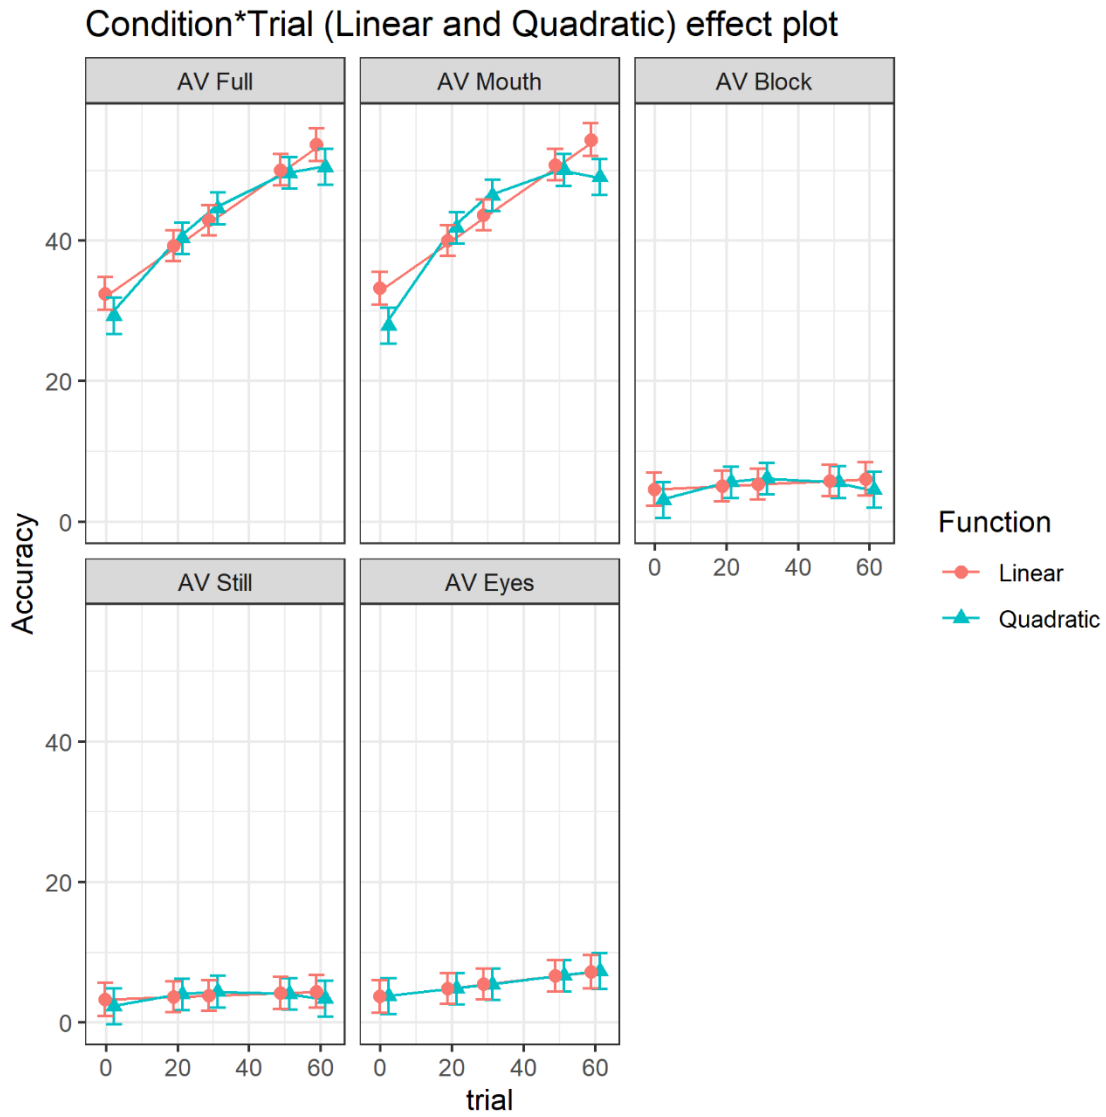 Condition*Trial (Linear and Quadratic) effect plot
AV Full
AV Mouth
AV Block
40
20
0
0 20 40 60
AV Still
AV Eyes
40
20
0
0 20 40 60
0 20 40 60
Accuracy
trial
Function
Linear
Quadratic